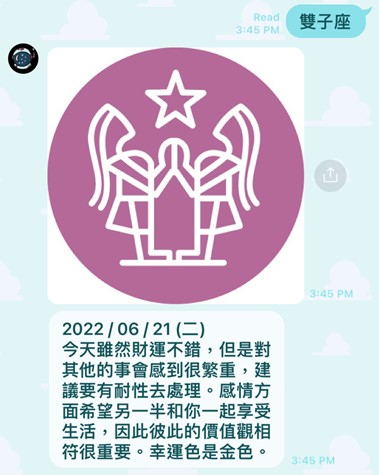 雙子座
Read
3:45 PM
3:45 PM
2022 / 06 / 21 (二)
今天雖然財運不錯，但是對
其他的事會感到很繁重，建
議要有耐性去處理。感情方
面希望另一半和你一起享受
生活，因此彼此的價值觀相
符很重要。幸運色是金色。
3:45 PM